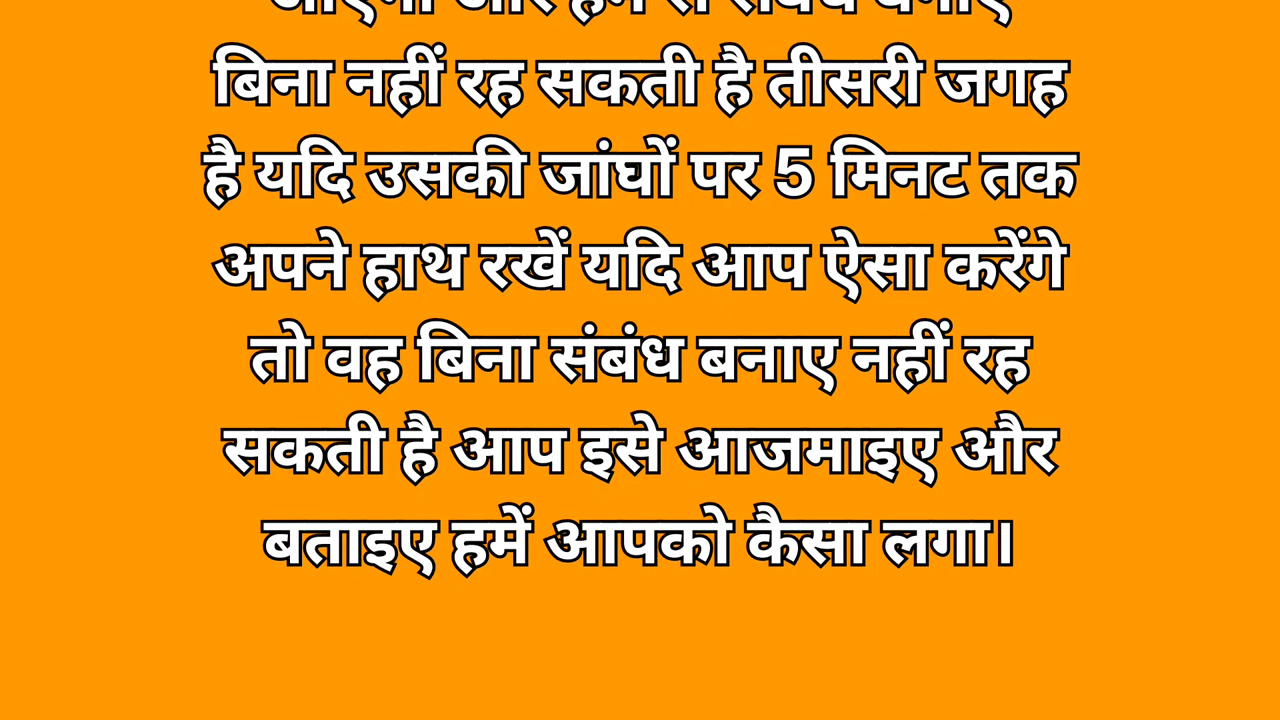 बिना नहीं रह सकती है तीसरी जगह
है यदि उसकी जांघों पर 5 मिनट तक
अपने हाथ रखें यदि आप ऐसा करेंगे
तो वह बिना संबंध बनाए नहीं रह
सकती है आप इसे आजमाइए और
बताइए हमें आपको कैसा लगा।